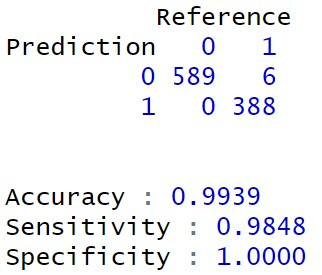 Reference
Prediction 0 1
0 589 6
1 0 388
Accuracy : 0.9939
Sensitivity : 0.9848
Specificity : 1.0000